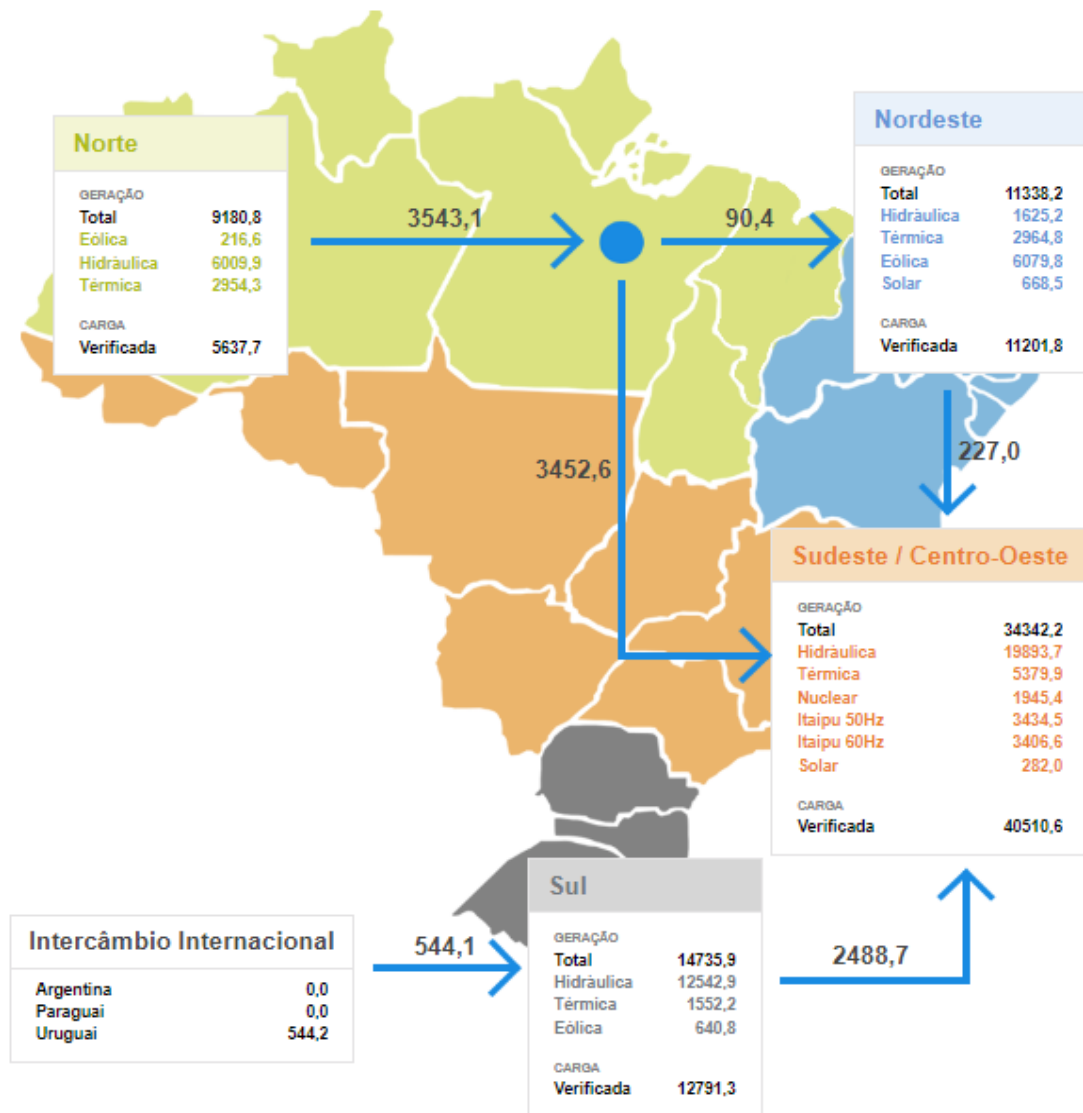 Norte
GERAÇÃO
Total 9180,8
Eólica 216,6
Hidráulica 6009,9
Térmica 2954,3
CARGA
Verificada 5637,7
3543,1
90,4
Nordeste
GERAÇÃO
Total 11338,2
Hidráulica 1625,2
Térmica 2964,8
Eólica 6079,8
Solar 668,5
CARGA
Verificada 11201,8
3452,6
227,0
Sudeste / Centro-Oeste
GERAÇÃO
Total 34342,2
Hidráulica 19893,7
Térmica 5379,9
Nuclear 1945,4
Itaipu 50Hz 3434,5
Itaipu 60Hz 3406,6
Solar 282,0
CARGA
Verificada 40510,6
Intercâmbio Internacional
Argentina 0,0
Paraguai 0,0
Uruguai 544,2
544,1
Sul
GERAÇÃO
Total 14735,9
Hidráulica 12542,9
Térmica 1552,2
Eólica 640,8
CARGA
Verificada 12791,3
2488,7